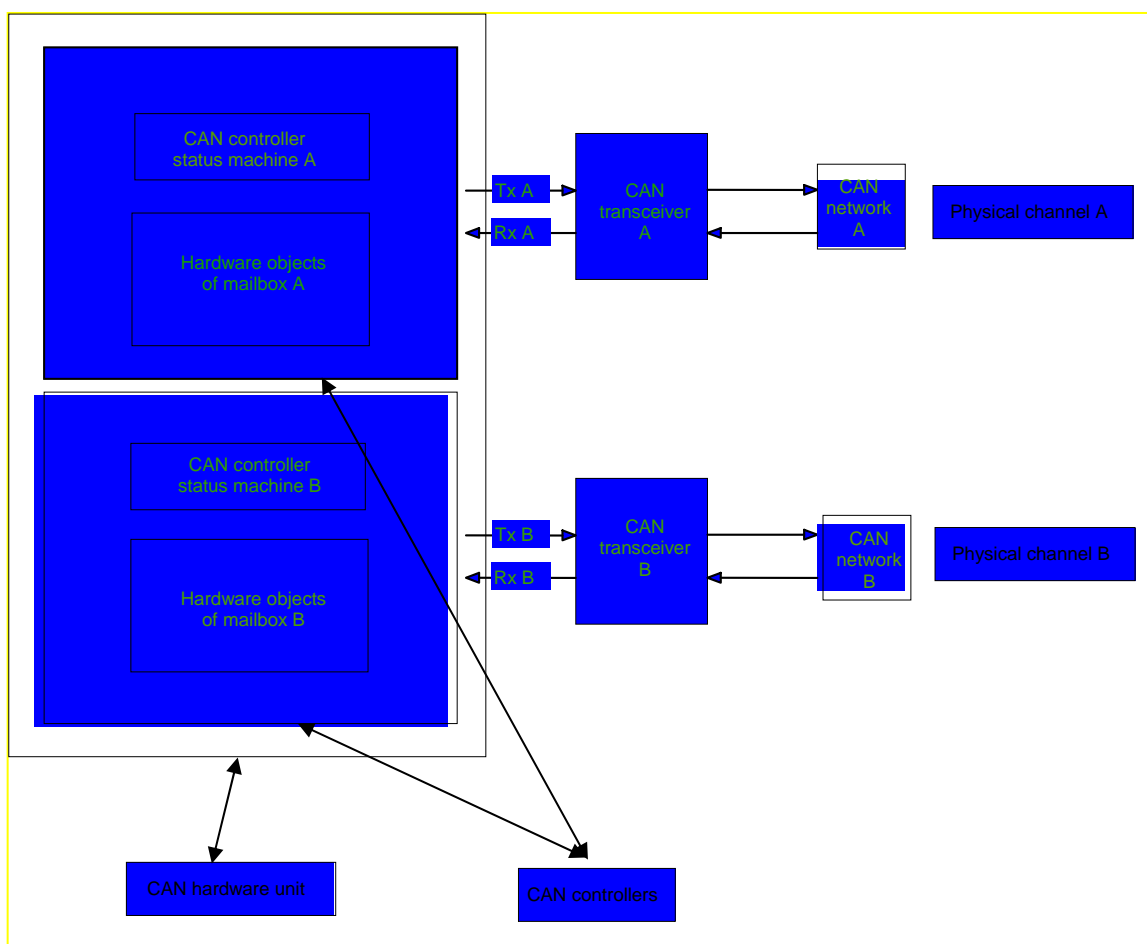 CAN controller
status machine A
Hardware objects
of mailbox A
Tx A
Rx A
CAN
transceiver
A
CAN
network
A
Physical channel A
CAN controller
status machine B
Hardware objects
of mailbox B
Tx B
Rx B
CAN
transceiver
B
CAN
network
B
Physical channel B
CAN hardware unit
CAN controllers